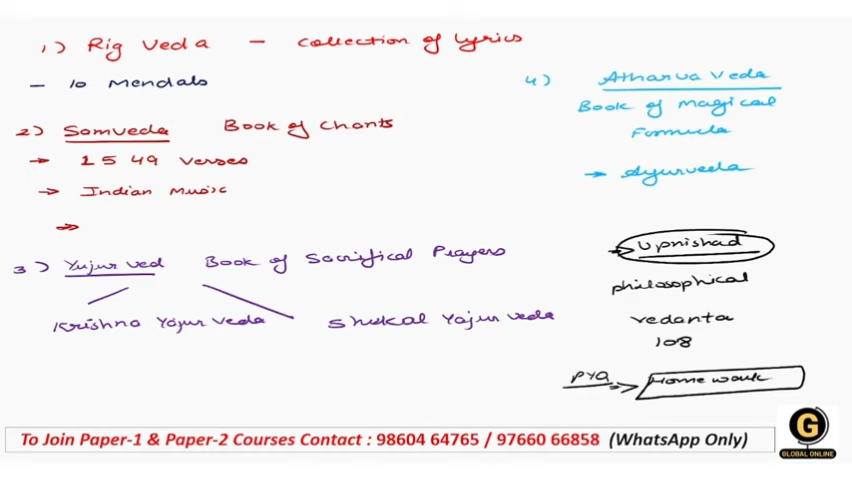 1) Rig Veda - Collection of Lyrics
- 10 Mendals
2) Samveda Book of Chants
→ 1549 Verses
→ Indian Music
3) Yujur ved Book of Sacrifical Prayers
Krishna Yajur Veda Shukal Yajur veda
4) Atharva Veda
Book of Magical
Formula
→ Ayurveda
→ Upnishad
philosophical
vedanta
108
PYQ → Home work
To Join Paper-1 & Paper-2 Courses Contact : 98604 64765 / 97660 66858 (WhatsApp Only)
G
GLOBAL ONLINE